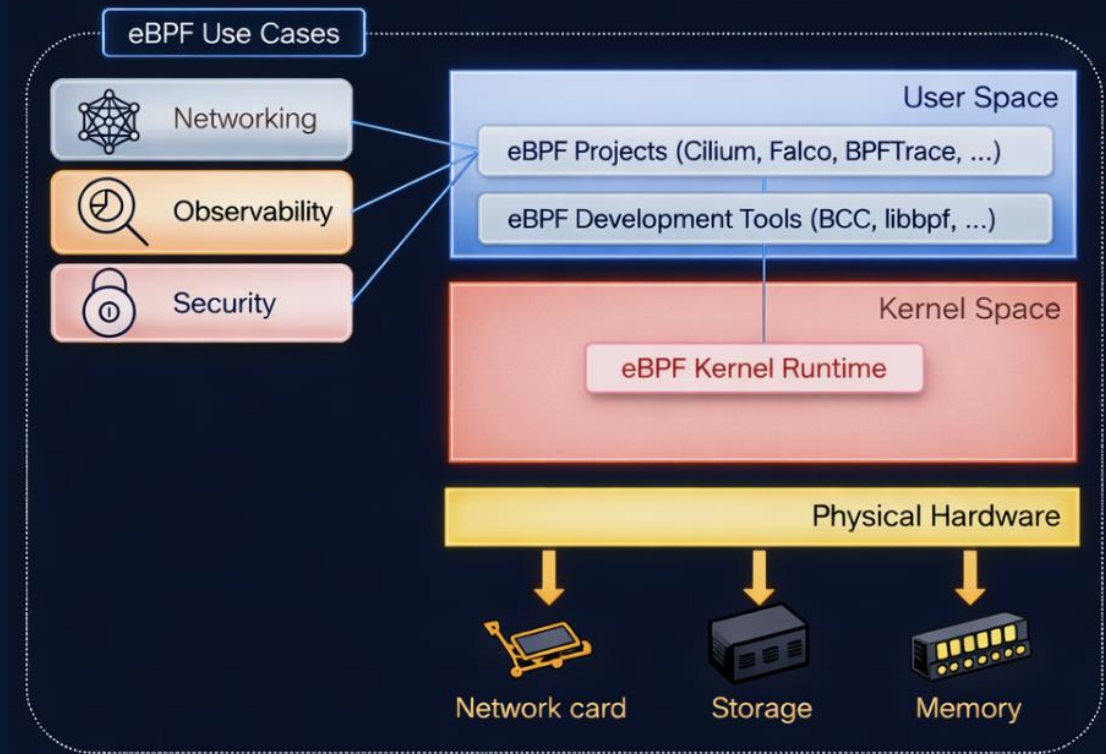 eBPF Use Cases
Networking
Observability
Security
User Space
eBPF Projects (Cilium, Falco, BPFTrace, ...)
eBPF Development Tools (BCC, libbpf, ...)
Kernel Space
eBPF Kernel Runtime
Physical Hardware
Network card
Storage
Memory